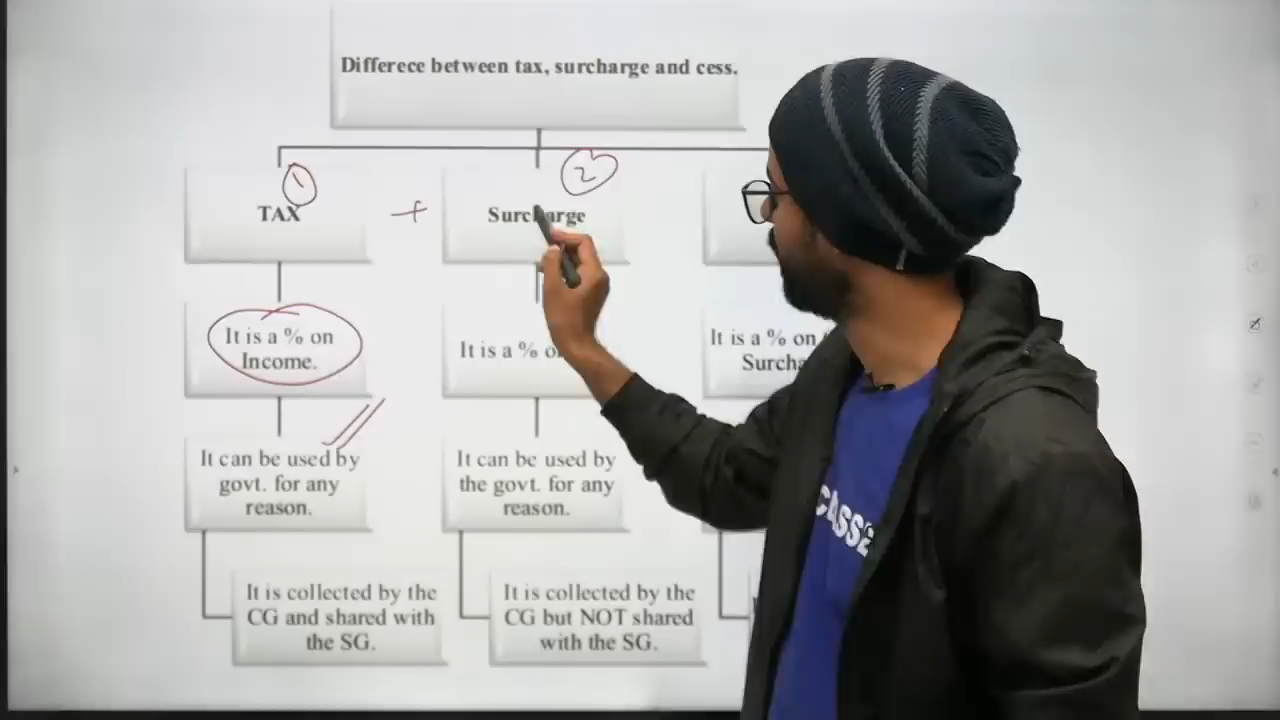 Differece between tax, surcharge and cess.
1
2
TAX
+
Surcharge
It is a % on
Income.
It is a %
It is a % on
It can be used by
govt. for any
reason.
It can be used by
the govt. for any
reason.
It is collected by the
CG and shared with
the SG.
It is collected by the
CG but NOT shared
with the SG.